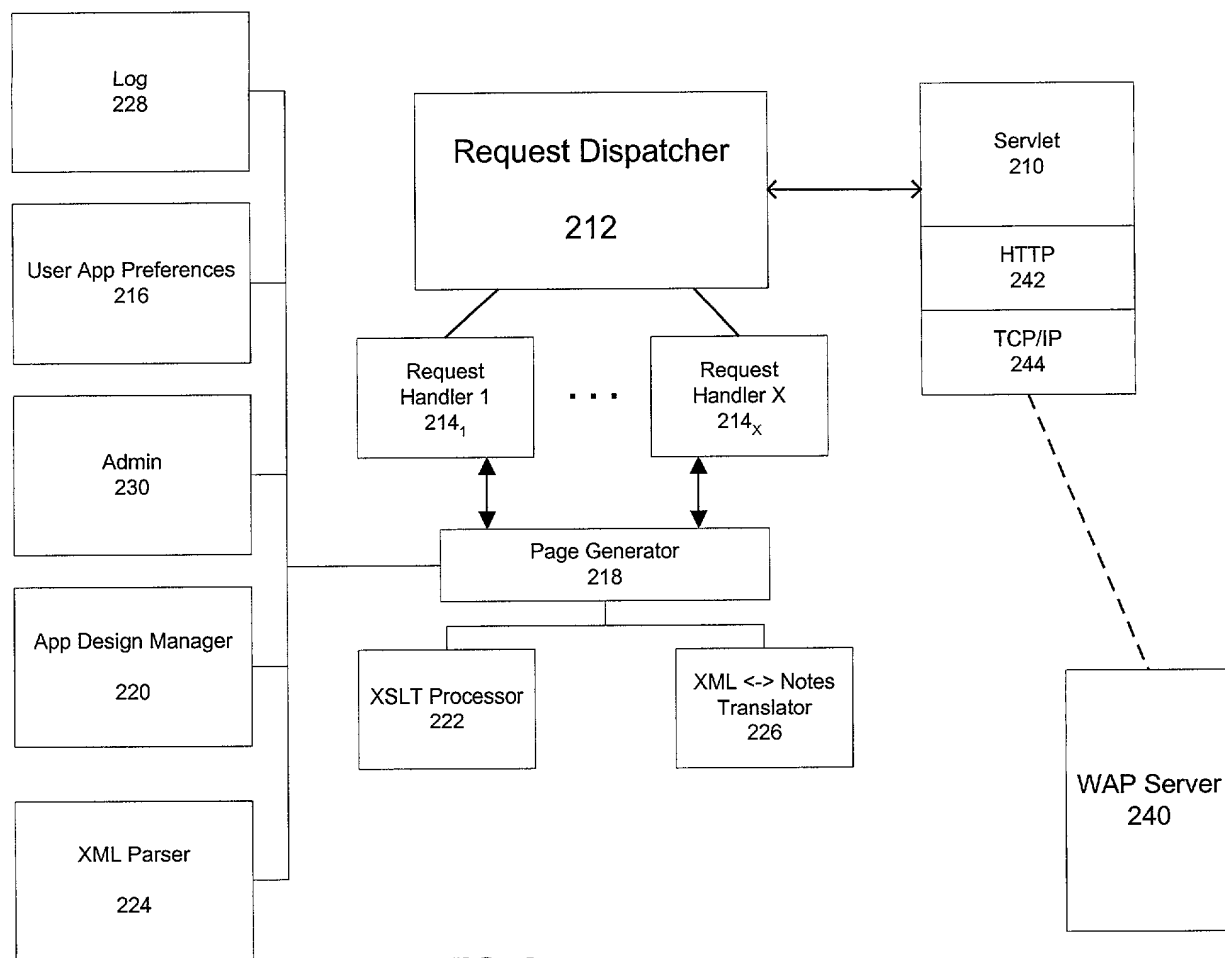 Log
228
User App Preferences
216
Admin
230
App Design Manager
220
XML Parser
224
Request Dispatcher
212
Request
Handler 1
214₁
. . .
Request
Handler X
214ₓ
Page Generator
218
XSLT Processor
222
XML <-> Notes
Translator
226
Servlet
210
HTTP
242
TCP/IP
244
WAP Server
240